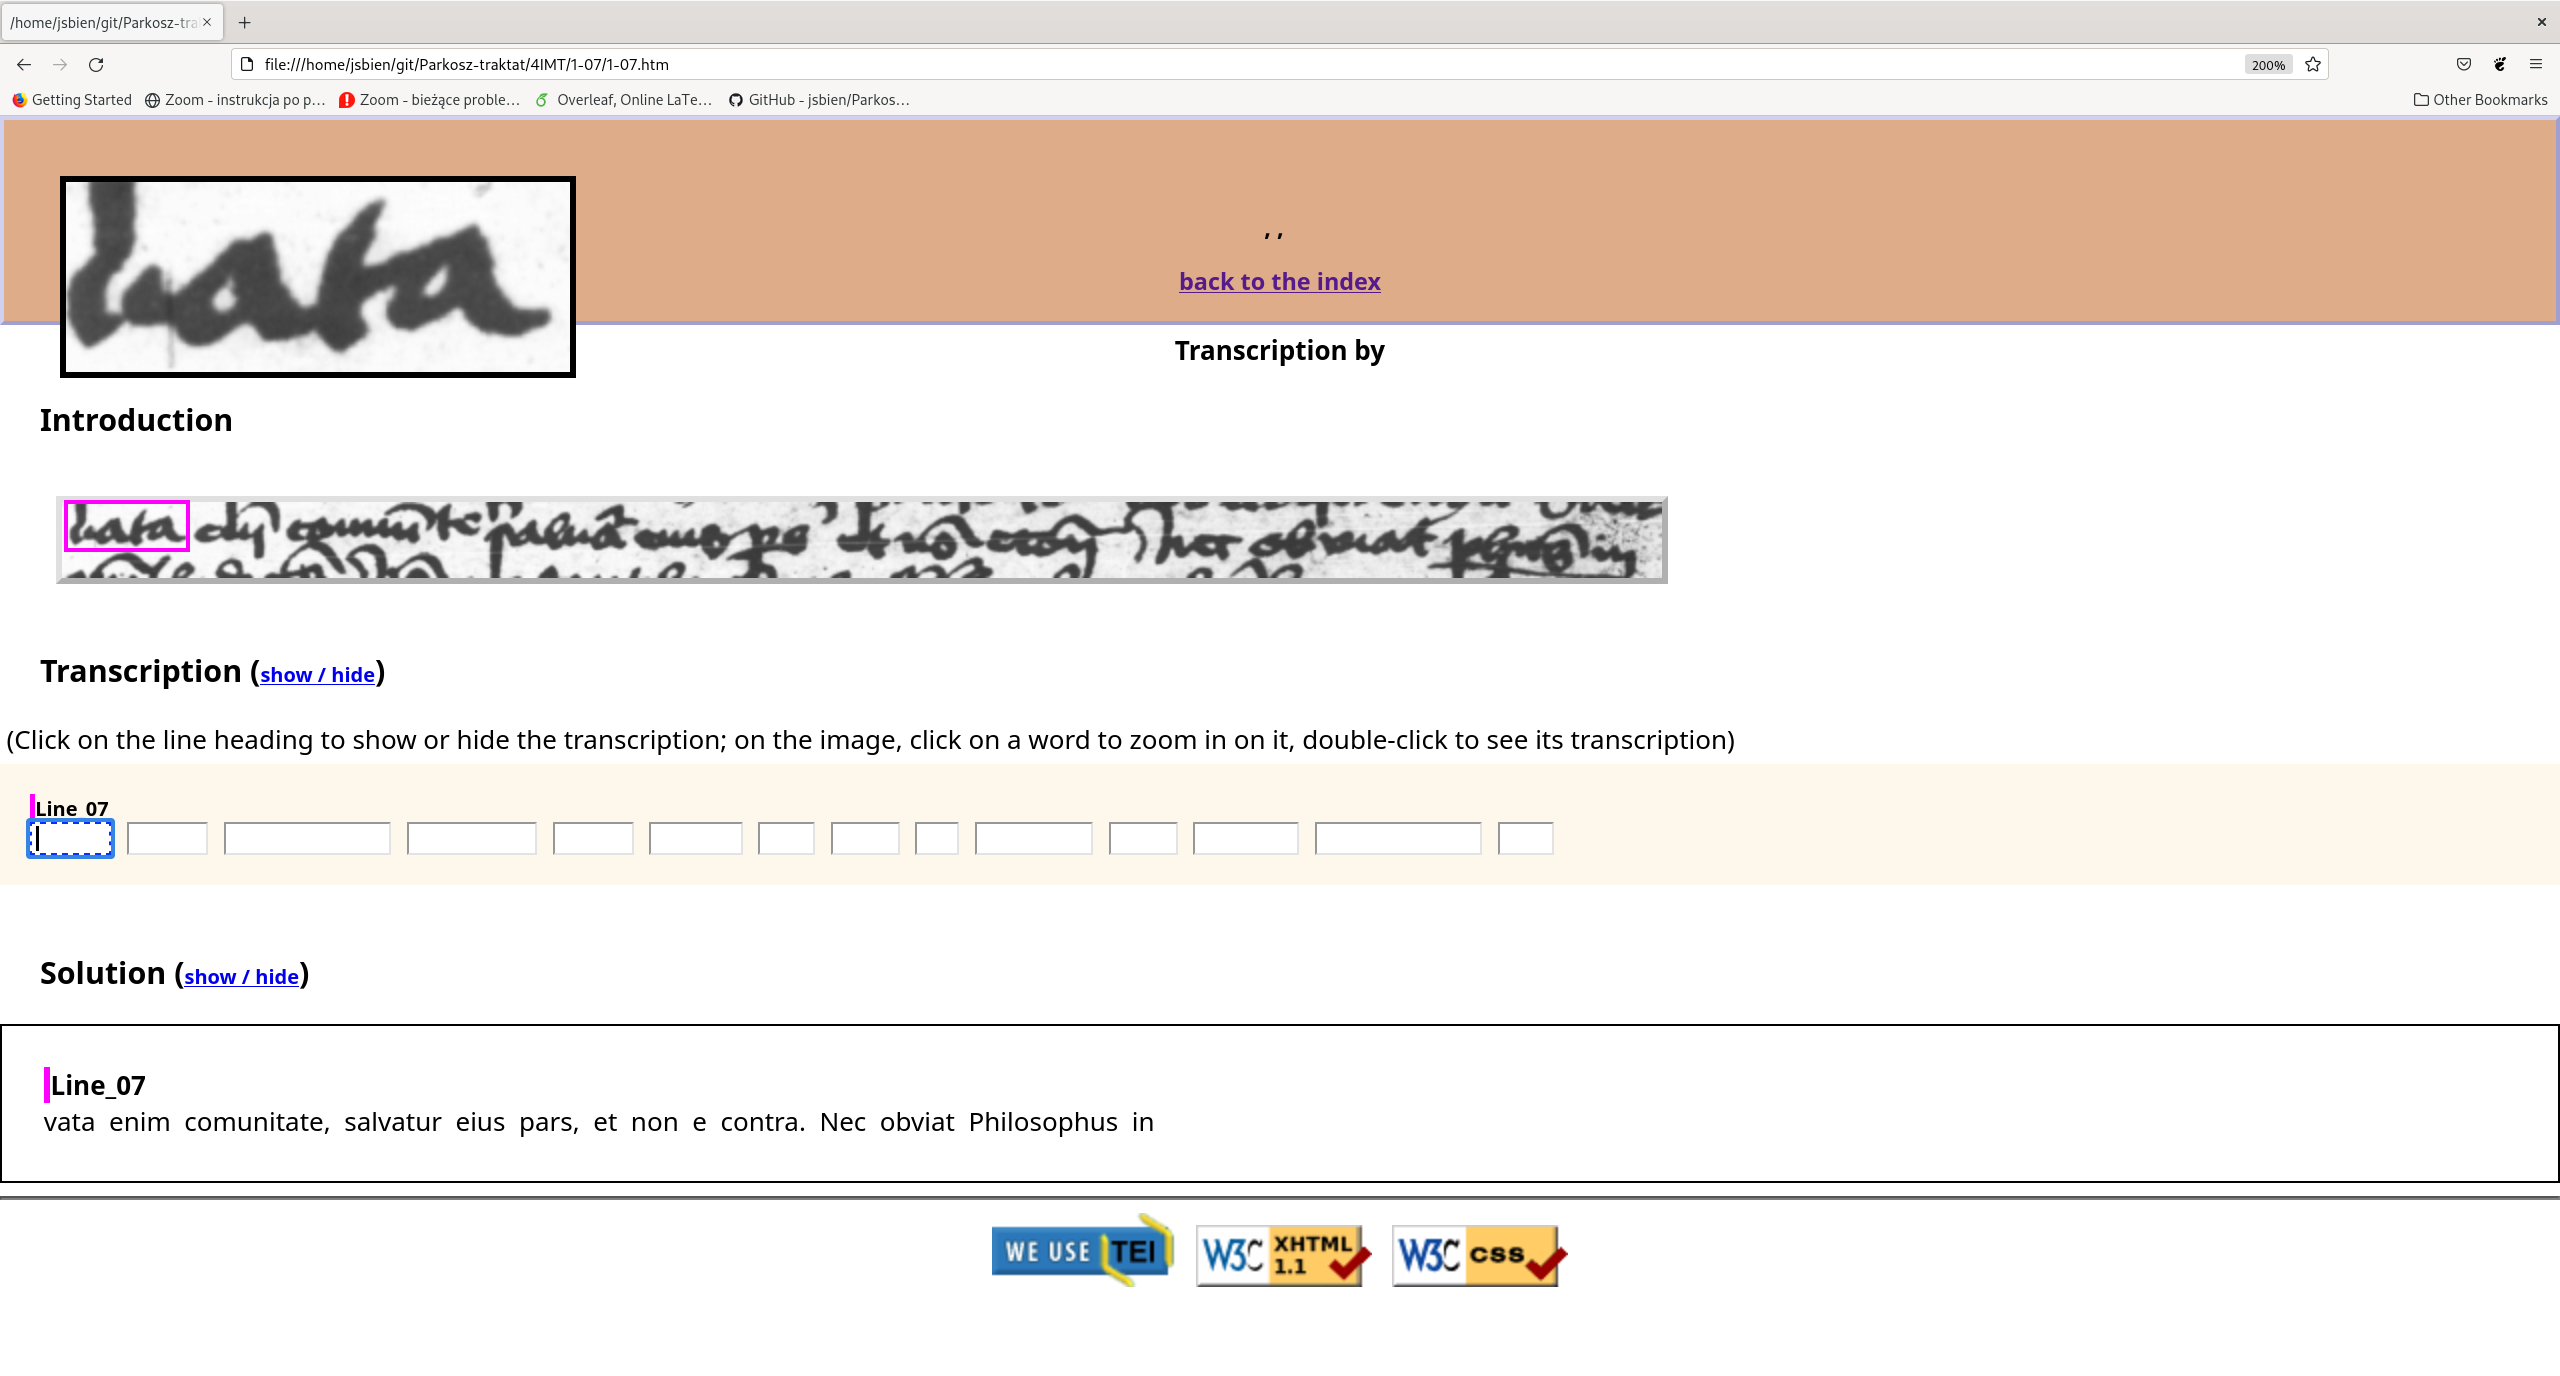 /home/jsbien/git/Parkosz-tra
file:///home/jsbien/git/Parkosz-traktat/4IMT/1-07/1-07.htm 200%
Getting Started Zoom - instrukcja po p… Zoom - bieżące proble… Overleaf, Online LaTe… GitHub - jsbien/Parkos… Other Bookmarks
vata
, ,
back to the index
Transcription by
Introduction
Transcription (show / hide)
(Click on the line heading to show or hide the transcription; on the image, click on a word to zoom in on it, double-click to see its transcription)
Line_07
Solution (show / hide)
Line_07
vata enim comunitate, salvatur eius pars, et non e contra. Nec obviat Philosophus in
WE USE TEI W3C XHTML 1.1 W3C CSS